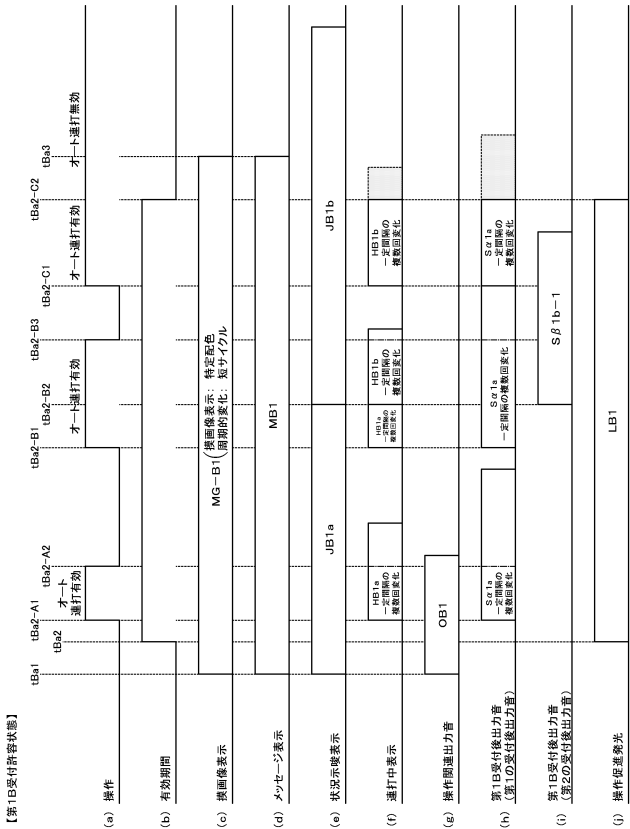 【第1B受付許容状態】
tBa1
tBa2
tBa2-A1
tBa2-A2
tBa2-B1
tBa2-B2
tBa2-B3
tBa2-C1
tBa2-C2
tBa3
(a) 操作
オート
連打有効
オート連打有効
オート連打有効
オート連打無効
(b) 有効期間
(c) 摸画像表示
MG-B1(摸画像表示;特定配色
周期的変化;短サイクル
(d) メッセージ表示
MB1
(e) 状況示唆表示
JB1a
JB1b
(f) 連打中表示
HB1a
一定間隔の
複数回変化
HB1a
一定間隔の
複数回変化
HB1b
一定間隔の
複数回変化
HB1b
一定間隔の
複数回変化
(g) 操作関連出力音
OB1
(h) 第1B受付後出力音
(第1の受付後出力音)
Sα1a
一定間隔の
複数回変化
Sα1a
一定間隔の複数回変化
Sα1a
一定間隔の
複数回変化
(i) 第1B受付後出力音
(第2の受付後出力音)
Sβ1b-1
(j) 操作促進発光
LB1